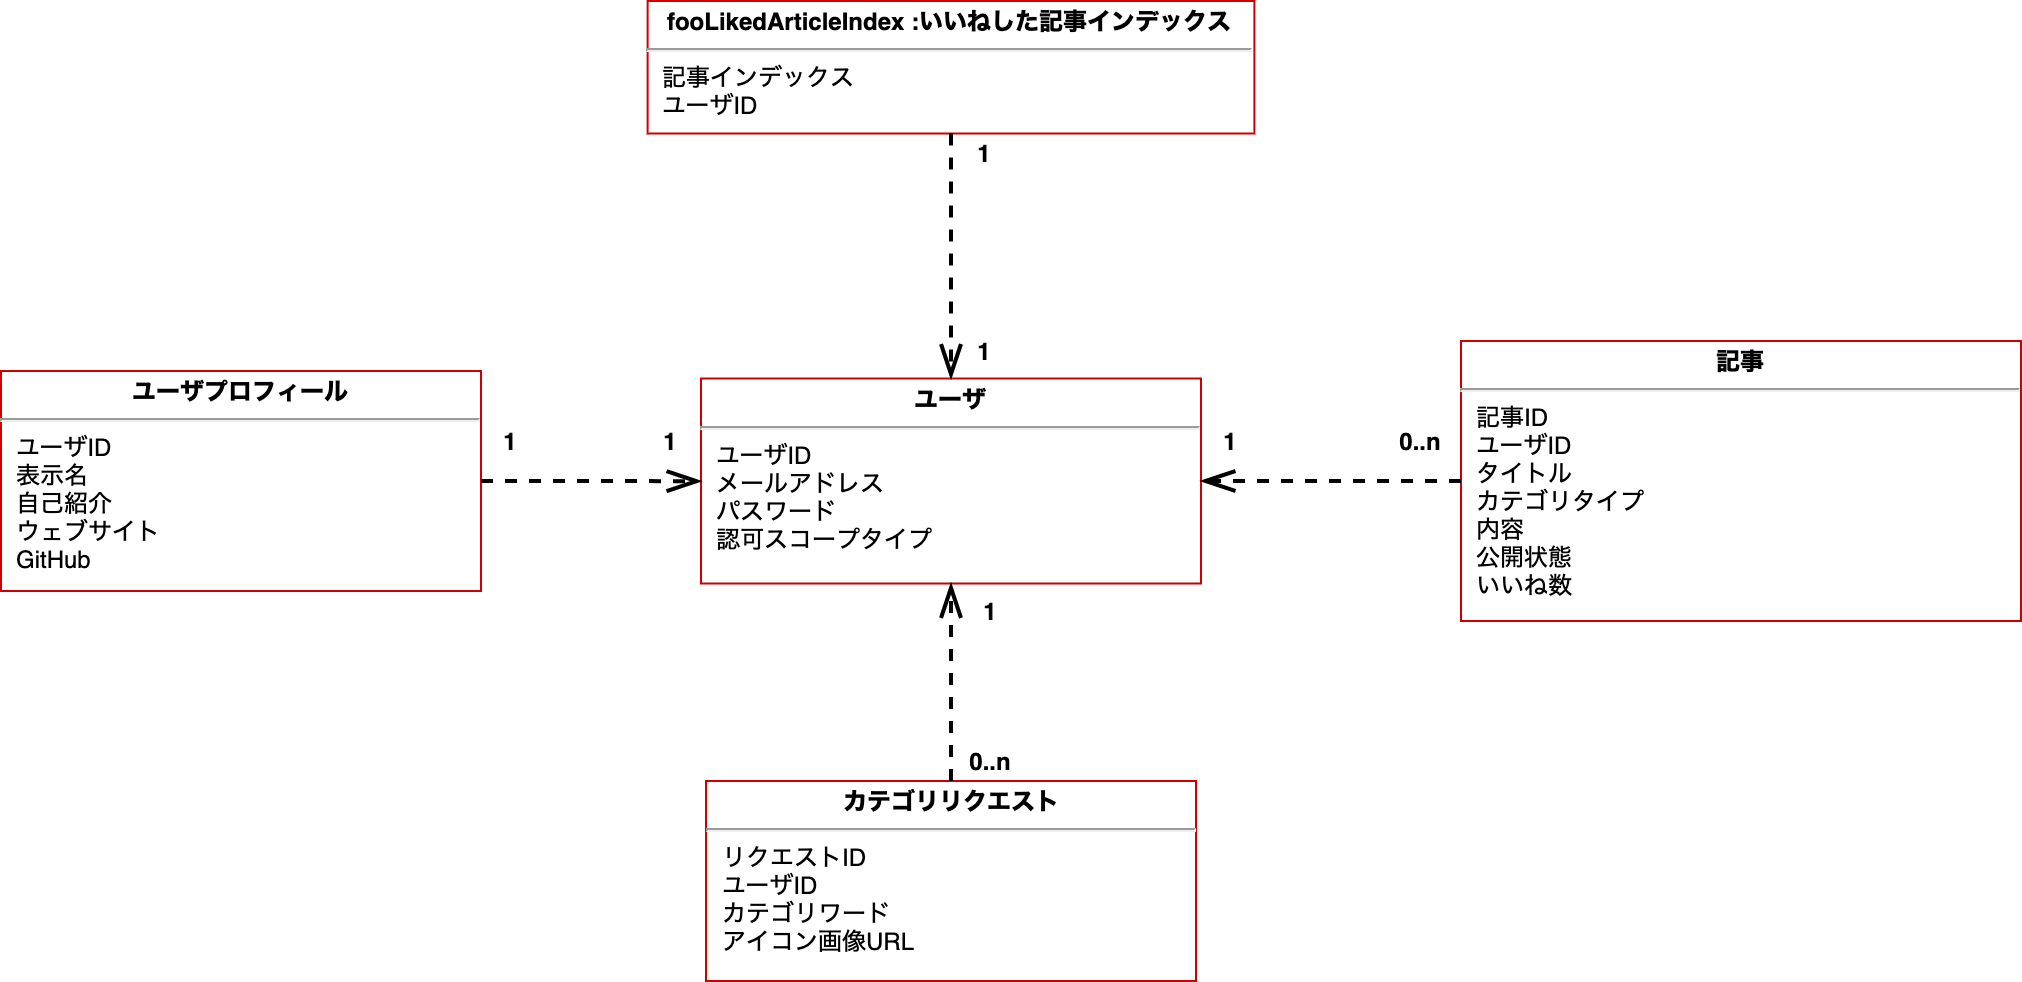 fooLikedArticleIndex :いいねした記事インデックス
記事インデックス
ユーザID
1
1
ユーザプロフィール
ユーザID
表示名
自己紹介
ウェブサイト
GitHub
1
1
ユーザ
ユーザID
メールアドレス
パスワード
認可スコープタイプ
1
0..n
記事
記事ID
ユーザID
タイトル
カテゴリタイプ
内容
公開状態
いいね数
1
0..n
カテゴリリクエスト
リクエストID
ユーザID
カテゴリワード
アイコン画像URL